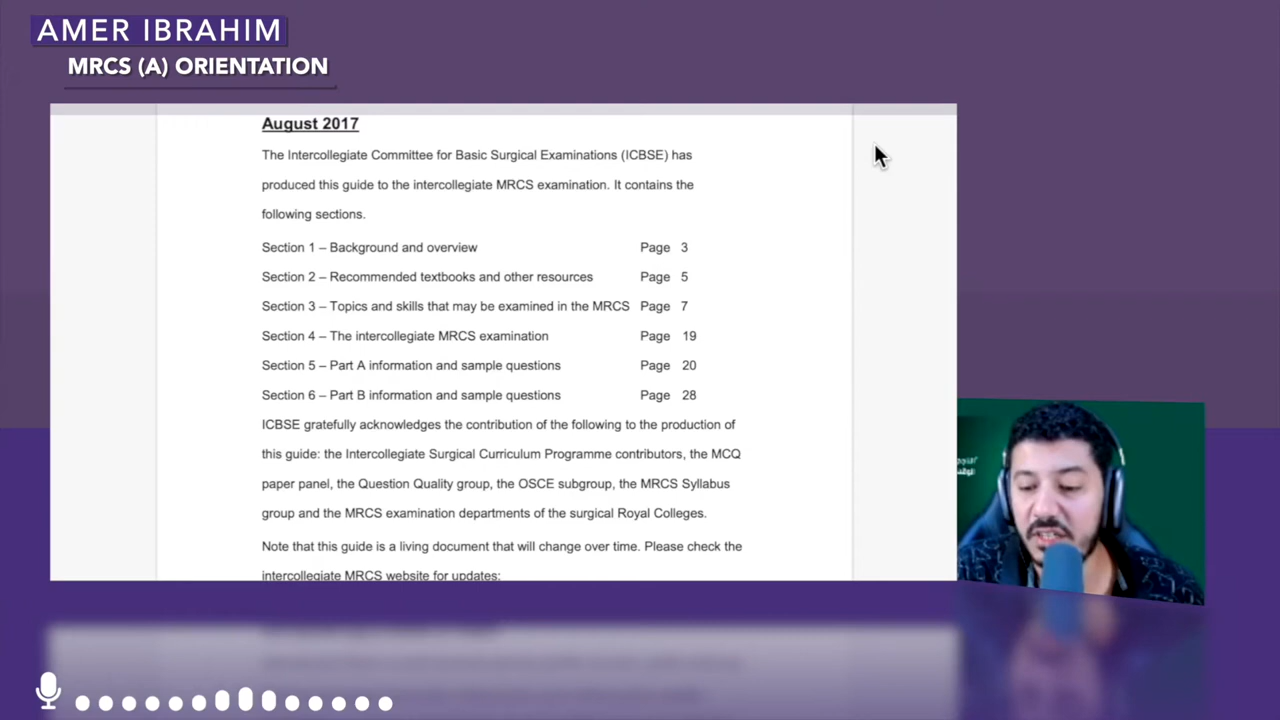 AMER IBRAHIM
MRCS (A) ORIENTATION
August 2017
The Intercollegiate Committee for Basic Surgical Examinations (ICBSE) has
produced this guide to the intercollegiate MRCS examination. It contains the
following sections.
Section 1 – Background and overview Page 3
Section 2 – Recommended textbooks and other resources Page 5
Section 3 – Topics and skills that may be examined in the MRCS Page 7
Section 4 – The intercollegiate MRCS examination Page 19
Section 5 – Part A information and sample questions Page 20
Section 6 – Part B information and sample questions Page 28
ICBSE gratefully acknowledges the contribution of the following to the production of
this guide: the Intercollegiate Surgical Curriculum Programme contributors, the MCQ
paper panel, the Question Quality group, the OSCE subgroup, the MRCS Syllabus
group and the MRCS examination departments of the surgical Royal Colleges.
Note that this guide is a living document that will change over time. Please check the
intercollegiate MRCS website for updates: